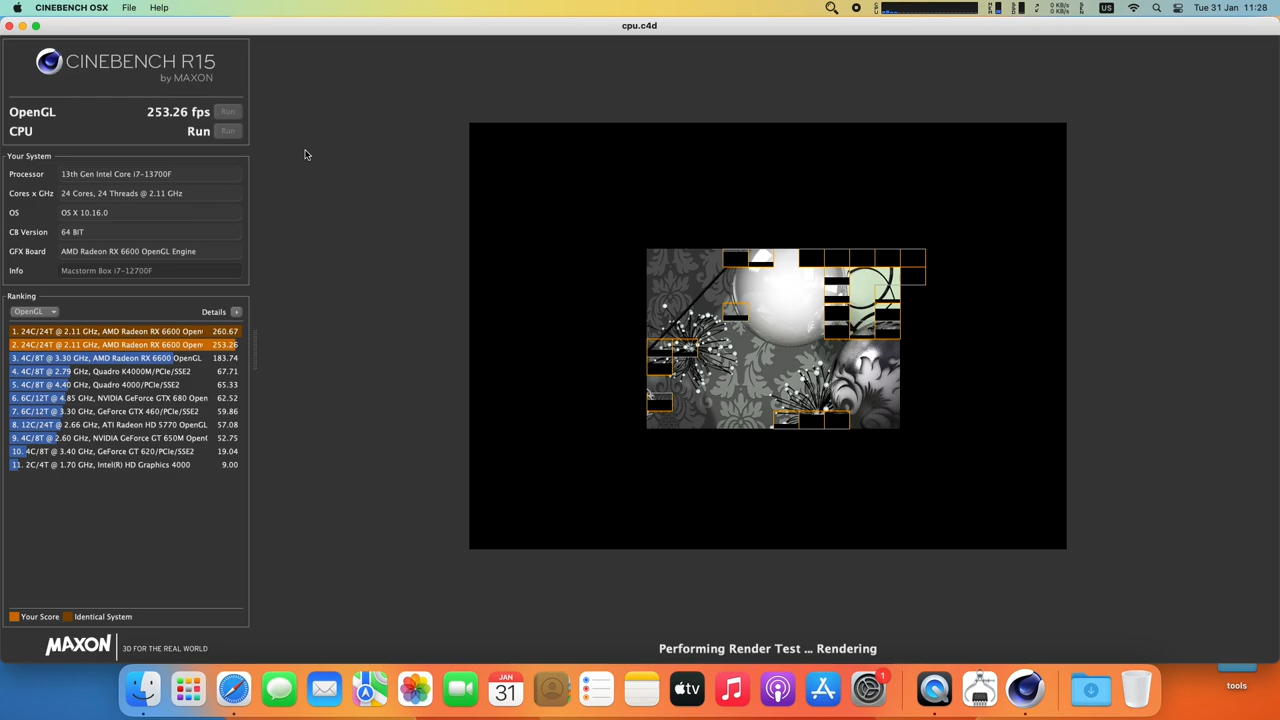 CINEBENCH OSX File Help
0 KB/s
0 KB/s
US
Tue 31 Jan 11:28
cpu.c4d
CINEBENCH R15
by MAXON
OpenGL 253.26 fps Run
CPU Run Run
Your System
Processor 13th Gen Intel Core i7-13700F
Cores x GHz 24 Cores, 24 Threads @ 2.11 GHz
OS OS X 10.16.0
CB Version 64 BIT
GFX Board AMD Radeon RX 6600 OpenGL Engine
Info Macstorm Box i7-12700F
Ranking
OpenGL Details +
1. 24C/24T @ 2.11 GHz, AMD Radeon RX 6600 Open 260.67
2. 24C/24T @ 2.11 GHz, AMD Radeon RX 6600 Open 253.26
3. 4C/8T @ 3.30 GHz, AMD Radeon RX 6600 OpenGL 183.74
4. 4C/8T @ 2.79 GHz, Quadro K4000M/PCIe/SSE2 67.71
5. 4C/8T @ 4.40 GHz, Quadro 4000/PCIe/SSE2 65.33
6. 6C/12T @ 4.85 GHz, NVIDIA GeForce GTX 680 Open 62.52
7. 6C/12T @ 3.30 GHz, GeForce GTX 460/PCIe/SSE2 59.86
8. 12C/24T @ 2.66 GHz, ATI Radeon HD 5770 OpenGL 57.08
9. 4C/8T @ 2.60 GHz, NVIDIA GeForce GT 650M Open 52.75
10. 4C/8T @ 3.40 GHz, GeForce GT 620/PCIe/SSE2 19.04
11. 2C/4T @ 1.70 GHz, Intel(R) HD Graphics 4000 9.00
Your Score Identical System
MAXON 3D FOR THE REAL WORLD
Performing Render Test ... Rendering
tools
JAN
31
tv
1